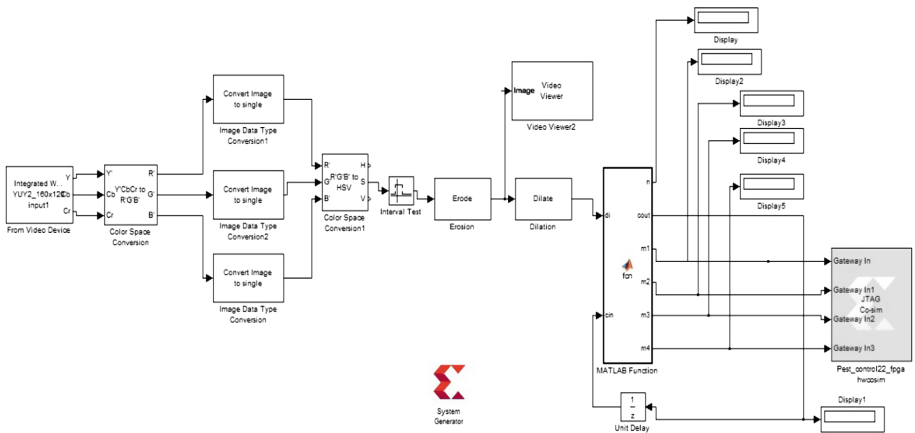 Integrated W...
YUY2_160x120
input1
Y
Cb
Cr
From Video Device
Y'
Cb
Cr
Y'CbCr to
R'G'B'
R'
G'
B'
Color Space
Conversion
Convert Image
to single
Image Data Type
Conversion1
Convert Image
to single
Image Data Type
Conversion2
Convert Image
to single
Image Data Type
Conversion
R'
G'
B'
R'G'B' to
HSV
H
S
V
Color Space
Conversion1
Interval Test
Erode
Erosion
Image
Video
Viewer
Video Viewer2
Dilate
Dilation
di
cin
fcn
n
cout
m1
m2
m3
m4
MATLAB Function
Display
Display2
Display3
Display4
Display5
Gateway In
Gateway In1
Gateway In2
Gateway In3
JTAG
Co-sim
Pest_control22_fpga
hwcosim
1
z
Unit Delay
Display1
System
Generator